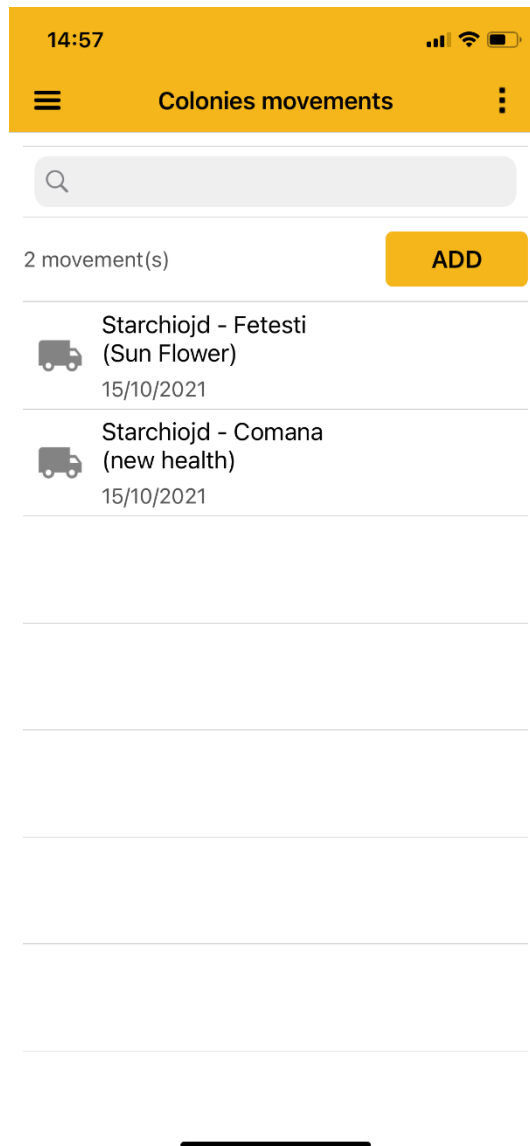 14:57
Colonies movements
2 movement(s)
ADD
Starchiojd - Fetesti
(Sun Flower)
15/10/2021
Starchiojd - Comana
(new health)
15/10/2021